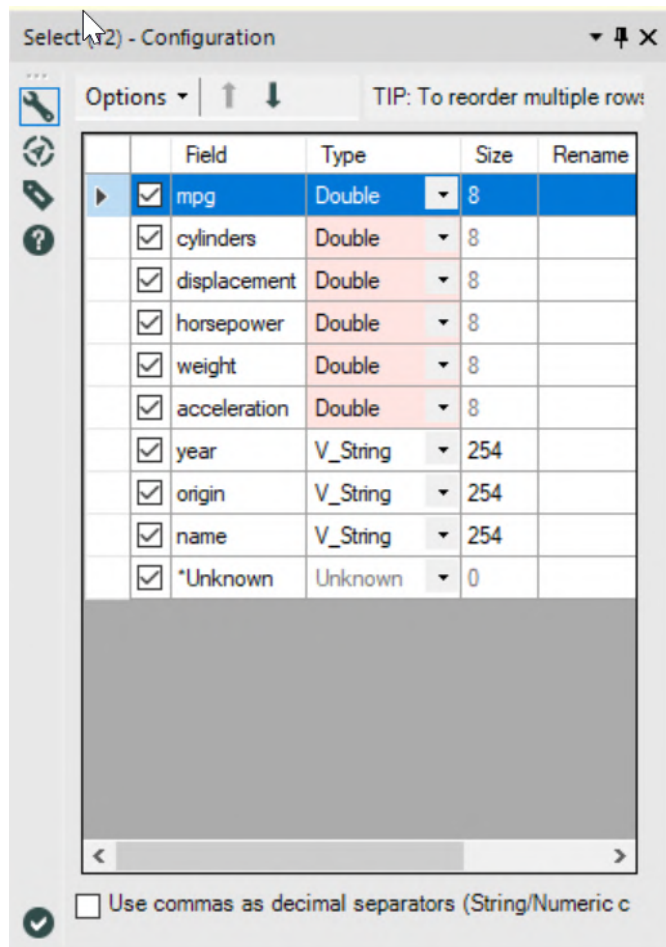 Select (12) - Configuration
Options TIP: To reorder multiple rows
Field Type Size Rename
mpg Double 8
cylinders Double 8
displacement Double 8
horsepower Double 8
weight Double 8
acceleration Double 8
year V_String 254
origin V_String 254
name V_String 254
*Unknown Unknown 0
Use commas as decimal separators (String/Numeric c